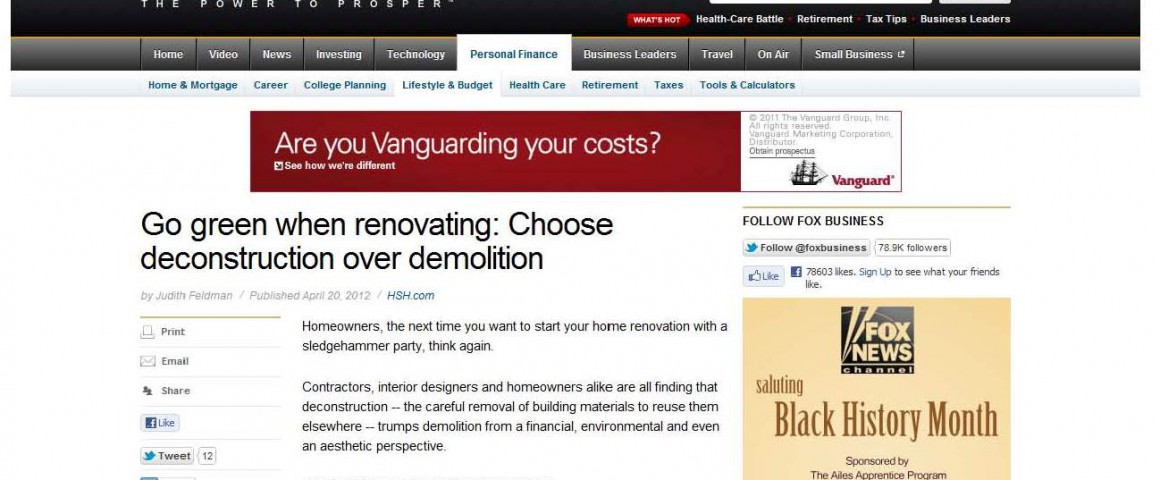 THE POWER TO PROSPER™
WHAT'S HOT Health-Care Battle • Retirement • Tax Tips • Business Leaders
Home Video News Investing Technology Personal Finance Business Leaders Travel On Air Small Business
Home & Mortgage Career College Planning Lifestyle & Budget Health Care Retirement Taxes Tools & Calculators
Are you Vanguarding your costs?
See how we're different
© 2011 The Vanguard Group, Inc.
All rights reserved.
Vanguard Marketing Corporation,
Distributor.
Obtain prospectus
Vanguard®
Go green when renovating: Choose
deconstruction over demolition
by Judith Feldman / Published April 20, 2012 / HSH.com
Print
Email
Share
Like
Tweet 12
Homeowners, the next time you want to start your home renovation with a
sledgehammer party, think again.
Contractors, interior designers and homeowners alike are all finding that
deconstruction -- the careful removal of building materials to reuse them
elsewhere -- trumps demolition from a financial, environmental and even
an aesthetic perspective.
FOLLOW FOX BUSINESS
Follow @foxbusiness 78.9K followers
Like 78603 likes. Sign Up to see what your friends
like.
FOX
NEWS
channel
saluting
Black History Month
Sponsored by
The Ailes Apprentice Program